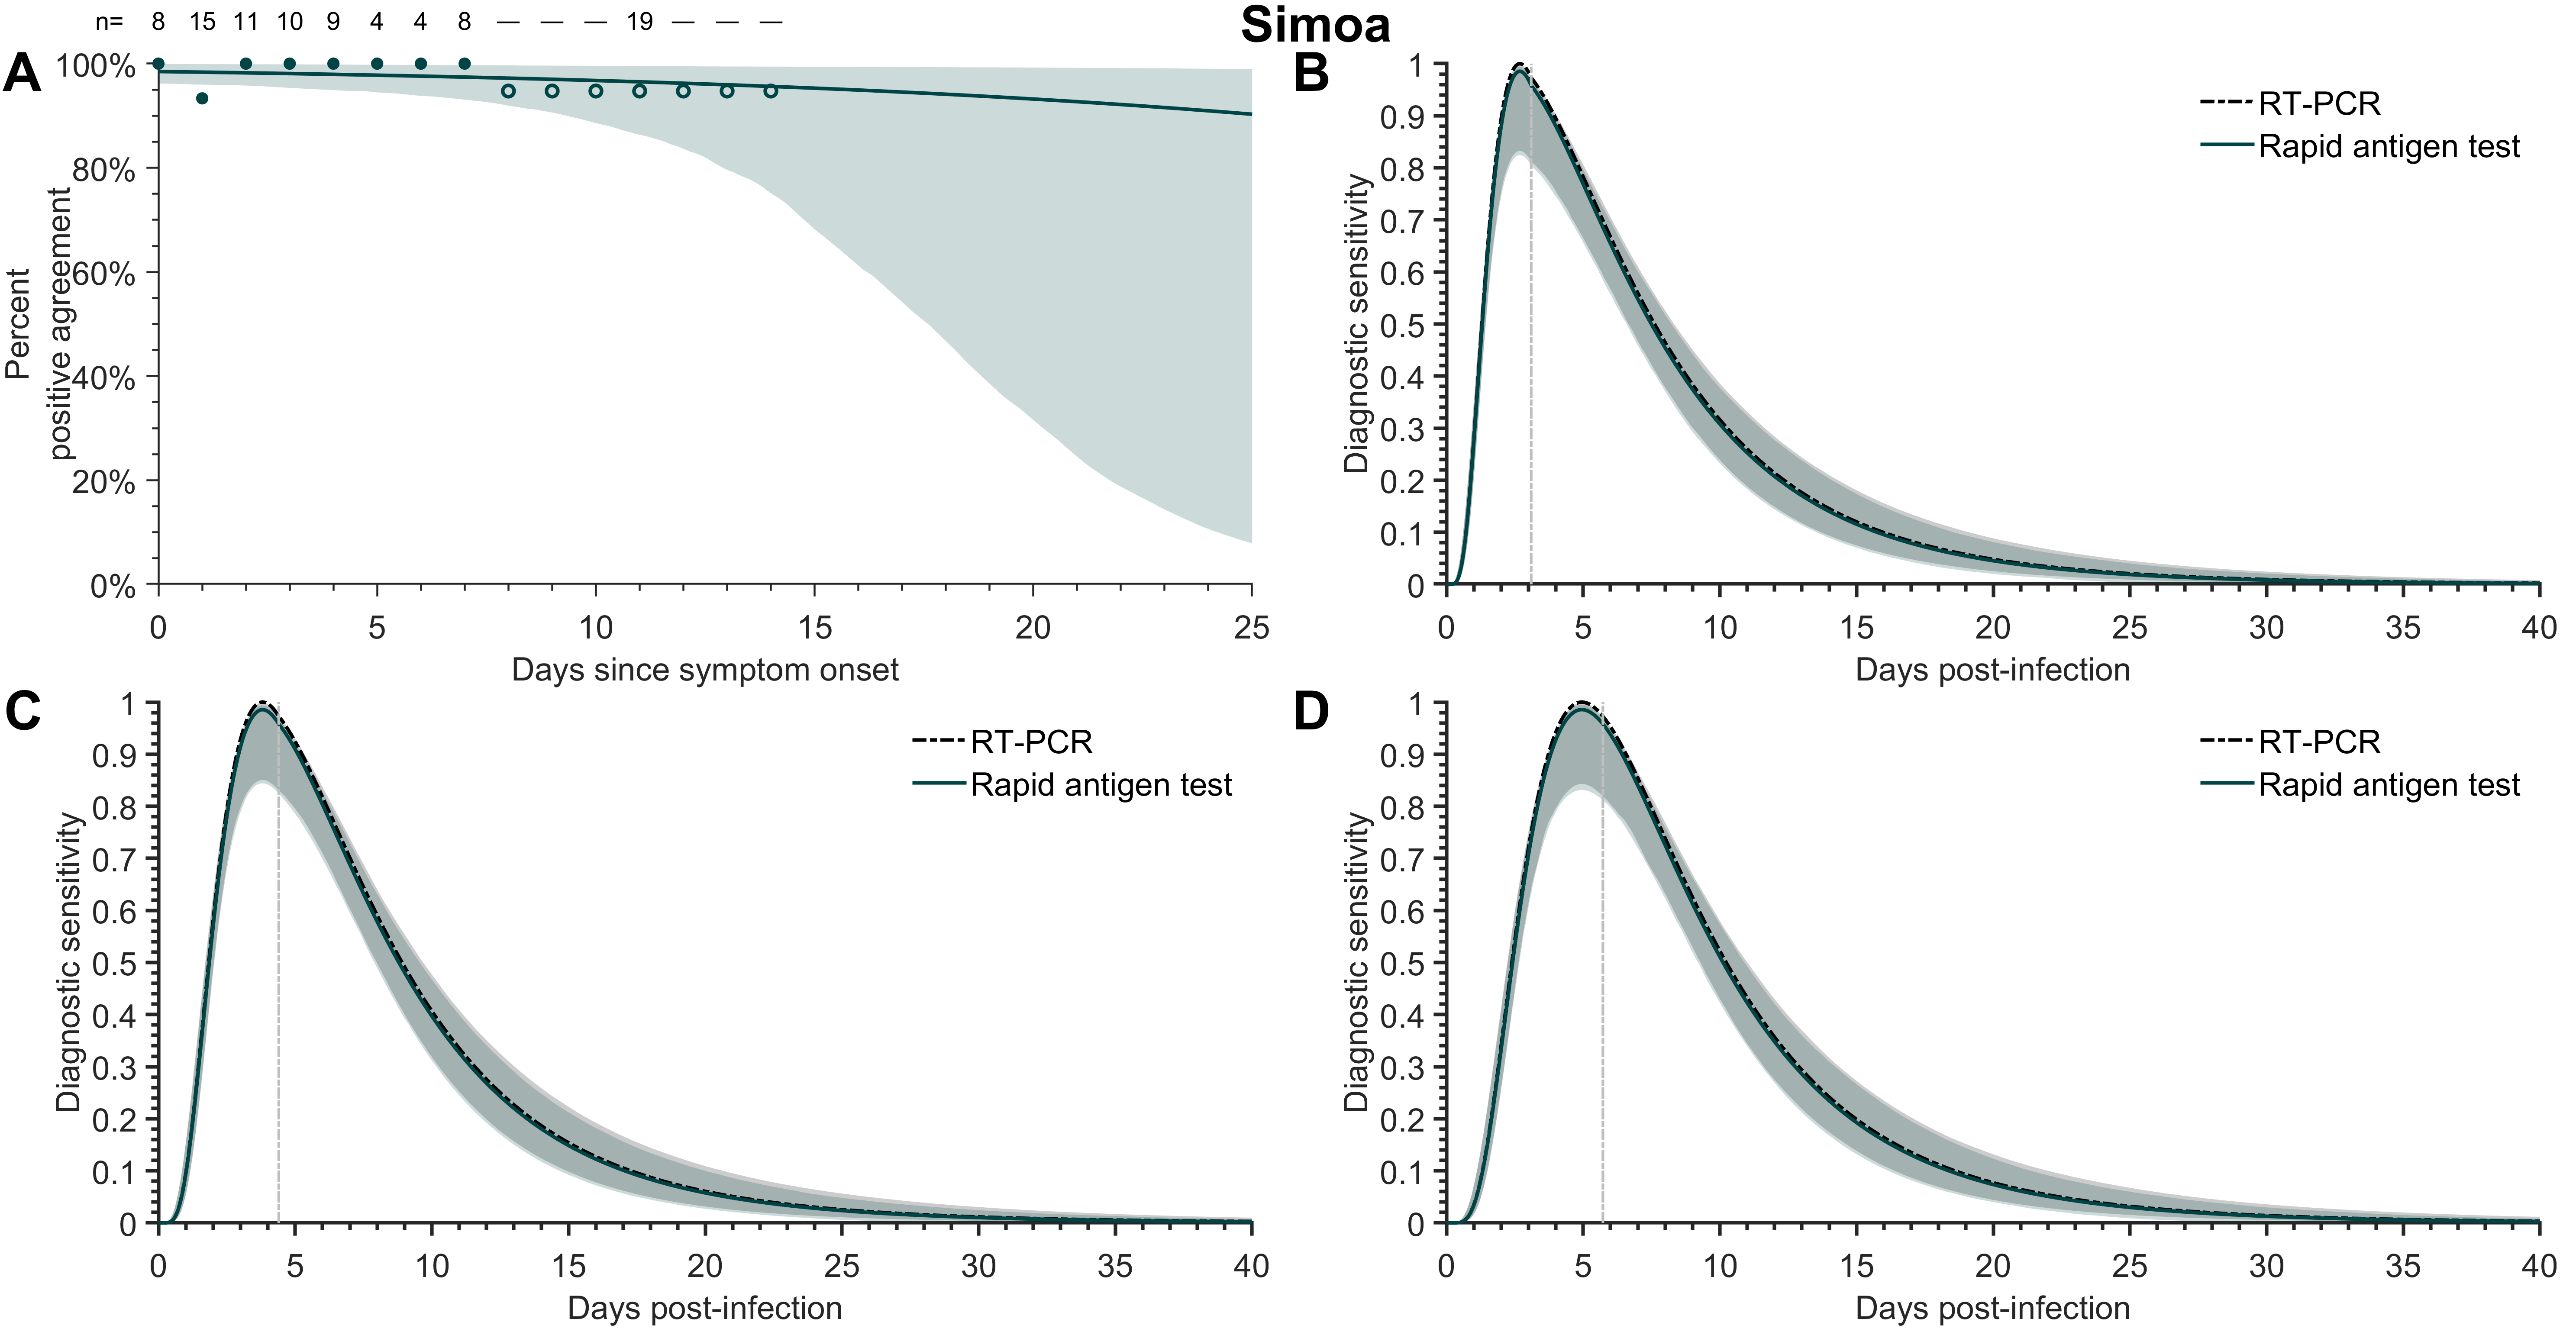 Simoa
n= 8 15 11 10 9 4 4 8 — — — 19 — — —
A
100%
80%
60%
40%
20%
0%
Percent
positive agreement
0 5 10 15 20 25
Days since symptom onset
B
1
0.9
0.8
0.7
0.6
0.5
0.4
0.3
0.2
0.1
0
Diagnostic sensitivity
RT-PCR
Rapid antigen test
0 5 10 15 20 25 30 35 40
Days post-infection
C
1
0.9
0.8
0.7
0.6
0.5
0.4
0.3
0.2
0.1
0
Diagnostic sensitivity
RT-PCR
Rapid antigen test
0 5 10 15 20 25 30 35 40
Days post-infection
D
1
0.9
0.8
0.7
0.6
0.5
0.4
0.3
0.2
0.1
0
Diagnostic sensitivity
RT-PCR
Rapid antigen test
0 5 10 15 20 25 30 35 40
Days post-infection